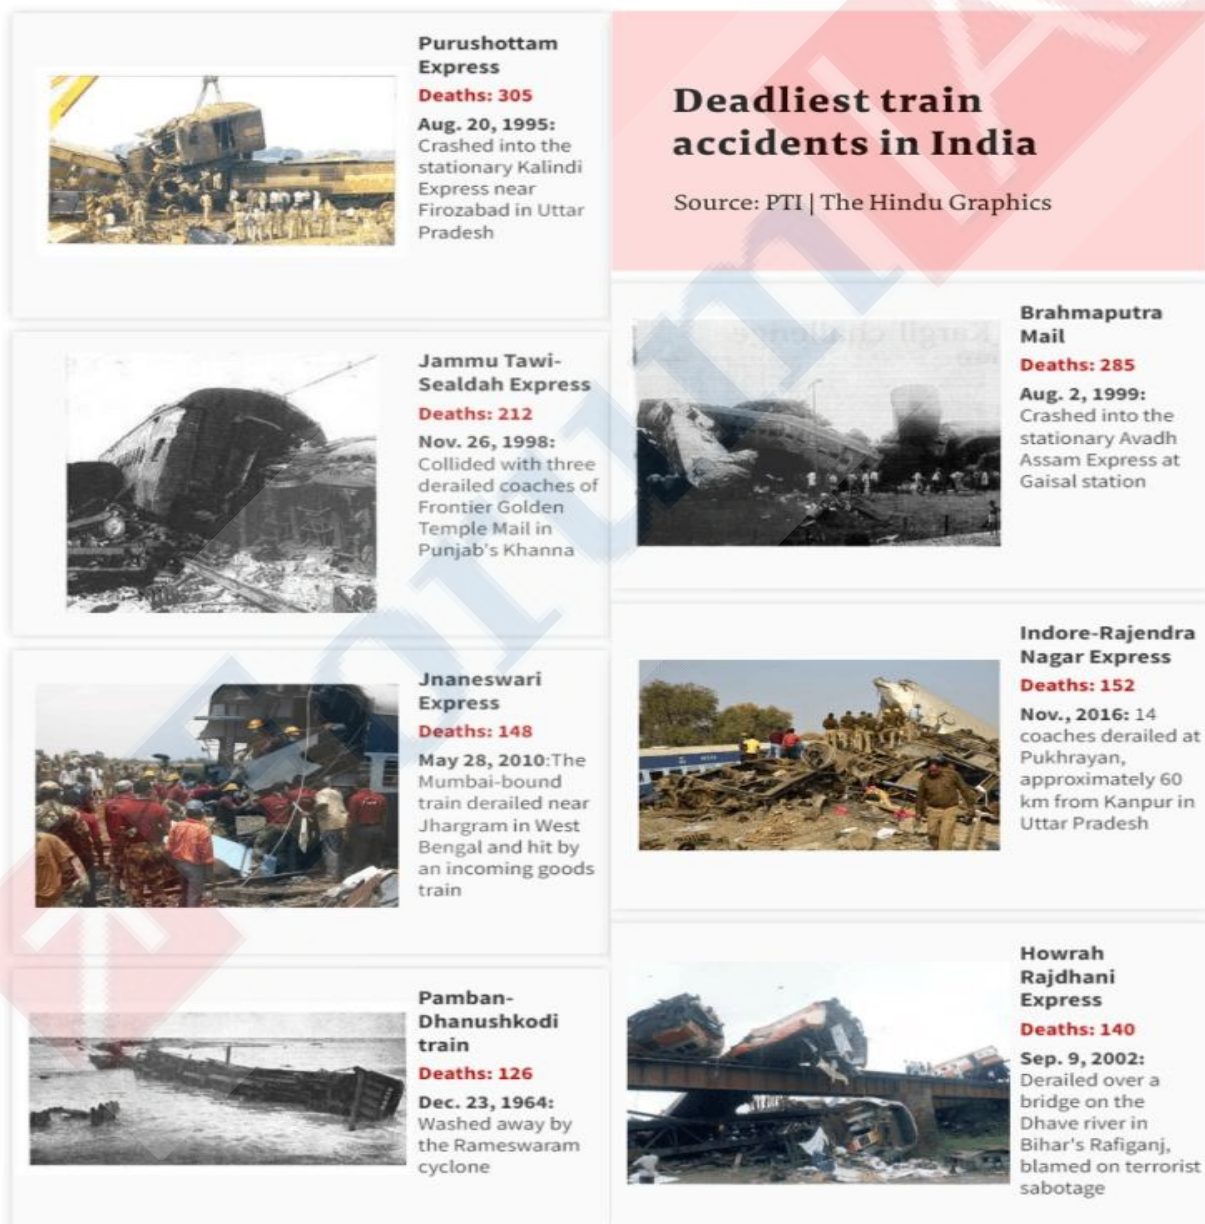 Purushottam
Express
Deaths: 305
Aug. 20, 1995:
Crashed into the
stationary Kalindi
Express near
Firozabad in Uttar
Pradesh
Deadliest train
accidents in India
Source: PTI | The Hindu Graphics
Jammu Tawi-
Sealdah Express
Deaths: 212
Nov. 26, 1998:
Collided with three
derailed coaches of
Frontier Golden
Temple Mail in
Punjab's Khanna
Brahmaputra
Mail
Deaths: 285
Aug. 2, 1999:
Crashed into the
stationary Avadh
Assam Express at
Gaisal station
Jnaneswari
Express
Deaths: 148
May 28, 2010:The
Mumbai-bound
train derailed near
Jhargram in West
Bengal and hit by
an incoming goods
train
Indore-Rajendra
Nagar Express
Deaths: 152
Nov., 2016: 14
coaches derailed at
Pukhrayan,
approximately 60
km from Kanpur in
Uttar Pradesh
Pamban-
Dhanushkodi
train
Deaths: 126
Dec. 23, 1964:
Washed away by
the Rameswaram
cyclone
Howrah
Rajdhani
Express
Deaths: 140
Sep. 9, 2002:
Derailed over a
bridge on the
Dhave river in
Bihar's Rafiganj,
blamed on terrorist
sabotage
Forum